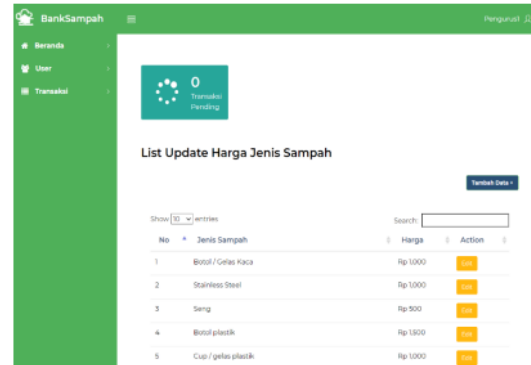 BankSampah
Pengurus1
Beranda
User
Transaksi
0
Transaksi
Pending
List Update Harga Jenis Sampah
Tambah Data +
Show 10 entries
Search:
No Jenis Sampah Harga Action
1 Botol / Gelas Kaca Rp 1,000 Edit
2 Stainless Steel Rp 1,000 Edit
3 Seng Rp 500 Edit
4 Botol plastik Rp 1,500 Edit
5 Cup / gelas plastik Rp 1,000 Edit